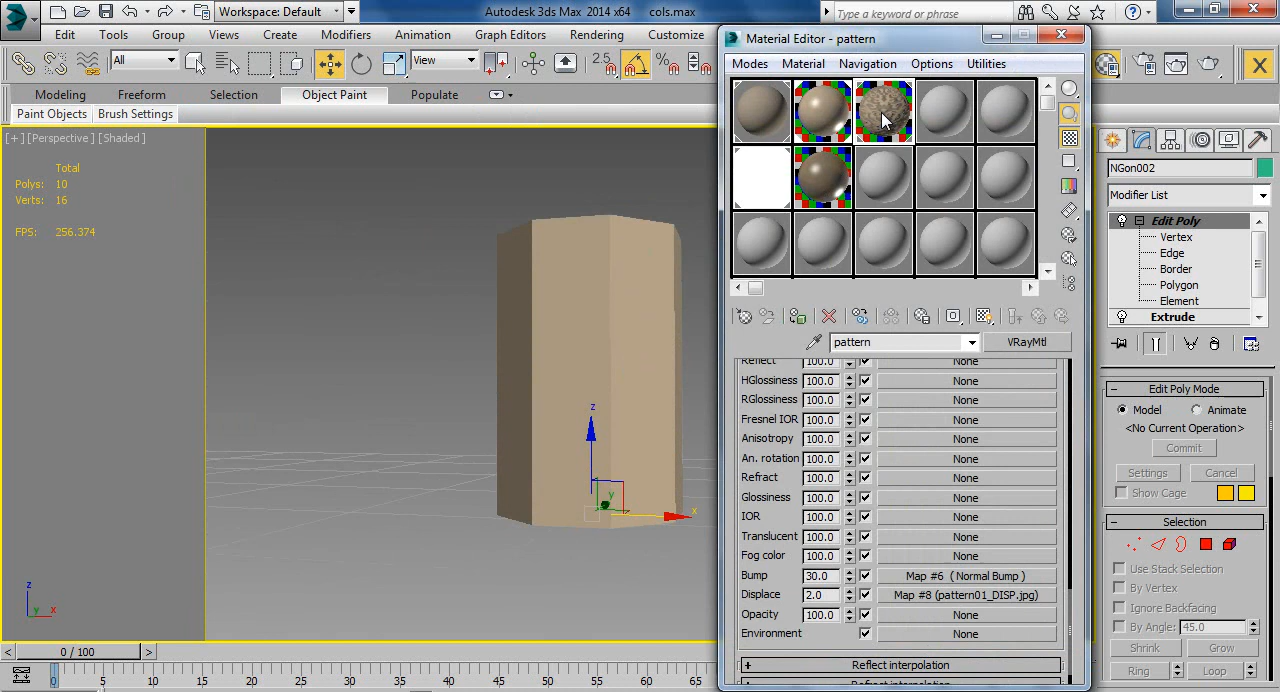 Workspace: Default
Autodesk 3ds Max 2014 x64
cols.max
Type a keyword or phrase
Edit
Tools
Group
Views
Create
Modifiers
Animation
Graph Editors
Rendering
Customize
All
View
2.5
Modeling
Freeform
Selection
Object Paint
Populate
Paint Objects
Brush Settings
[+] [Perspective] [Shaded]
Total
Polys: 10
Verts: 16
FPS: 256.374
z
y
x
z
y
x
0 / 100
0
5
10
15
20
25
30
35
40
45
50
55
60
65
Material Editor - pattern
Modes
Material
Navigation
Options
Utilities
pattern
VRayMtl
Reflect 100.0 None
HGlossiness 100.0 None
RGlossiness 100.0 None
Fresnel IOR 100.0 None
Anisotropy 100.0 None
An. rotation 100.0 None
Refract 100.0 None
Glossiness 100.0 None
IOR 100.0 None
Translucent 100.0 None
Fog color 100.0 None
Bump 30.0 Map #6 ( Normal Bump )
Displace 2.0 Map #8 (pattern01_DISP.jpg)
Opacity 100.0 None
Environment None
+ Reflect interpolation
+ Refract interpolation
NGon002
Modifier List
Edit Poly
Vertex
Edge
Border
Polygon
Element
Extrude
- Edit Poly Mode
Model
Animate
<No Current Operation>
Commit
Settings
Cancel
Show Cage
- Selection
Use Stack Selection
By Vertex
Ignore Backfacing
By Angle: 45.0
Shrink
Grow
Ring
Loop